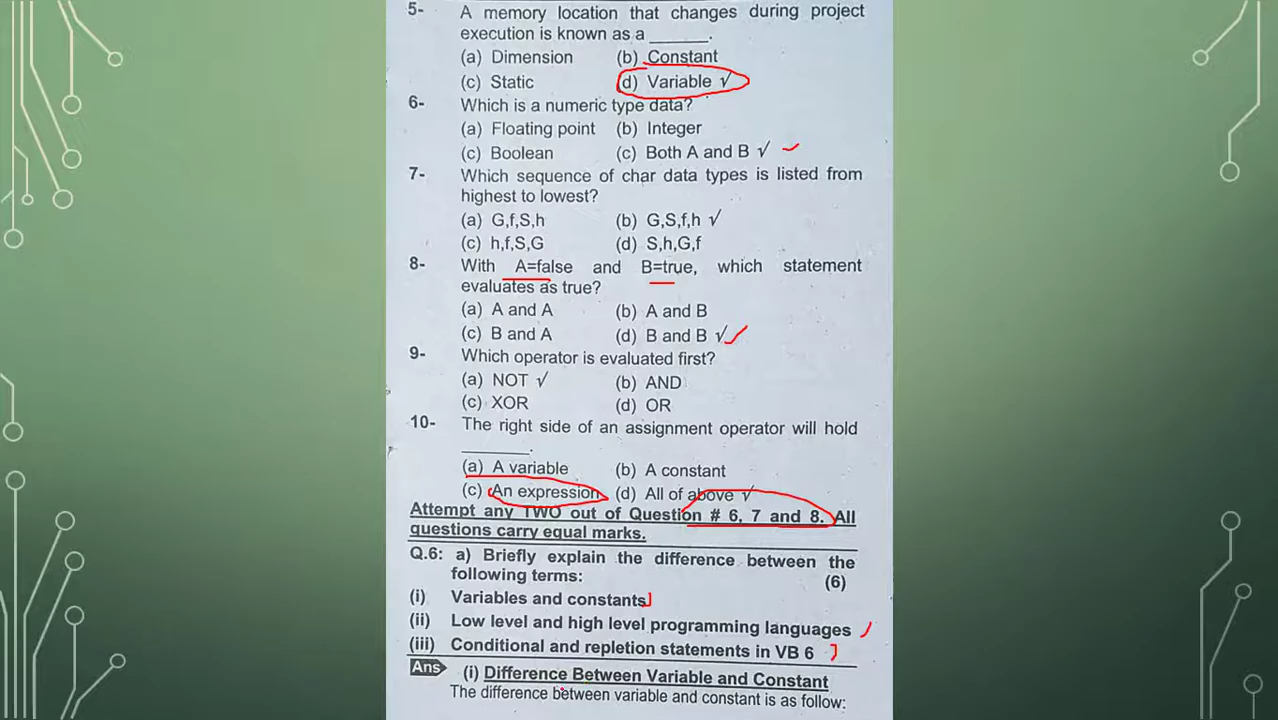 5- A memory location that changes during project
execution is known as a ______.
(a) Dimension (b) Constant
(c) Static (d) Variable √
6- Which is a numeric type data?
(a) Floating point (b) Integer
(c) Boolean (c) Both A and B √
7- Which sequence of char data types is listed from
highest to lowest?
(a) G,f,S,h (b) G,S,f,h √
(c) h,f,S,G (d) S,h,G,f
8- With A=false and B=true, which statement
evaluates as true?
(a) A and A (b) A and B
(c) B and A (d) B and B √
9- Which operator is evaluated first?
(a) NOT √ (b) AND
(c) XOR (d) OR
10- The right side of an assignment operator will hold
______.
(a) A variable (b) A constant
(c) An expression (d) All of above √
Attempt any TWO out of Question # 6, 7 and 8. All
questions carry equal marks.
Q.6: a) Briefly explain the difference between the
following terms: (6)
(i) Variables and constants
(ii) Low level and high level programming languages
(iii) Conditional and repletion statements in VB 6
Ans (i) Difference Between Variable and Constant
The difference between variable and constant is as follow: